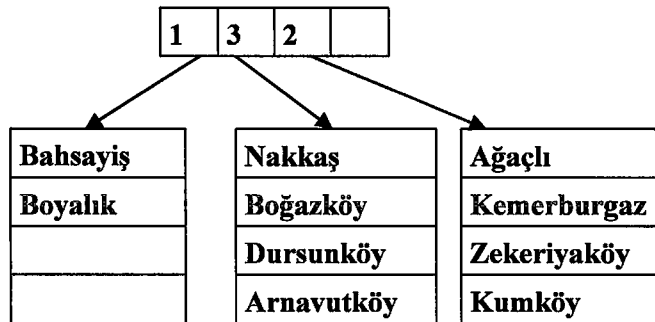 1 3 2
Bahsayiş Nakkaş Ağaçlı
Boyalık Boğazköy Kemerburgaz
Dursunköy Zekeriyaköy
Arnavutköy Kumköy